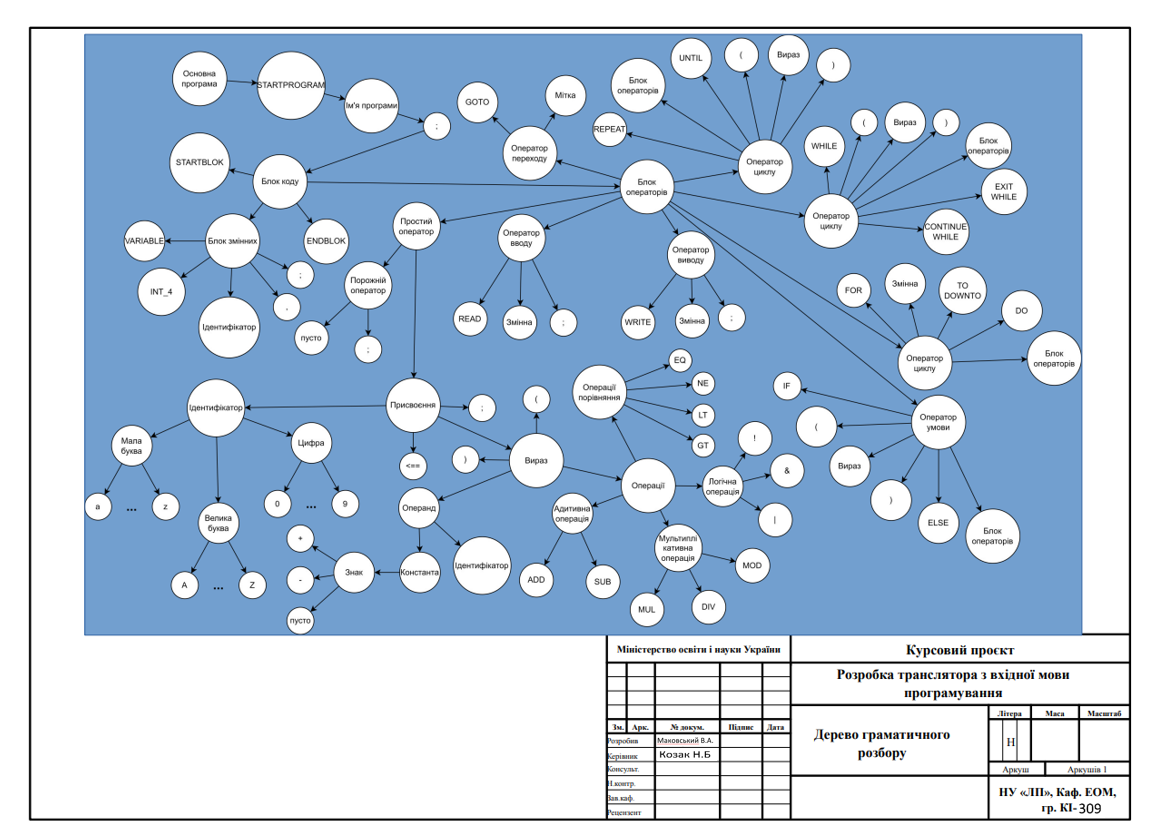 Основна
програма
STARTPROGRAM
Ім'я програми
;
STARTBLOK
Блок коду
ENDBLOK
Блок змінних
VARIABLE
INT_4
Ідентифікатор
,
;
GOTO
Мітка
Оператор
переходу
Блок
операторів
REPEAT
Блок
операторів
UNTIL
(
Вираз
)
Оператор
циклу
WHILE
(
Вираз
)
Блок
операторів
EXIT
WHILE
CONTINUE
WHILE
Оператор
циклу
Простий
оператор
Порожній
оператор
пусто
;
Оператор
вводу
READ
Змінна
;
Оператор
виводу
WRITE
Змінна
;
FOR
Змінна
TO
DOWNTO
DO
Блок
операторів
Оператор
циклу
IF
(
Вираз
)
ELSE
Блок
операторів
Оператор
умови
Присвоєння
;
<==
Ідентифікатор
Мала
буква
a
...
z
Велика
буква
A
...
Z
Цифра
0
...
9
Вираз
(
)
Операнд
Константа
Ідентифікатор
Знак
+
-
пусто
Операції
Операції
порівняння
EQ
NE
LT
GT
Логічна
операція
!
&
|
Адитивна
операція
ADD
SUB
Мультиплі
кативна
операція
MUL
DIV
MOD
Міністерство освіти і науки України
Курсовий проєкт
Розробка транслятора з вхідної мови
програмування
Зм. Арк. № докум. Підпис Дата
Розробив Маковський В.А.
Керівник Козак Н.Б
Консульт.
Н.контр.
Зав.каф.
Рецензент
Дерево граматичного
розбору
Літера Маса Масштаб
Н
Аркуш Аркушів 1
НУ «ЛП», Каф. ЕОМ,
гр. КІ-309